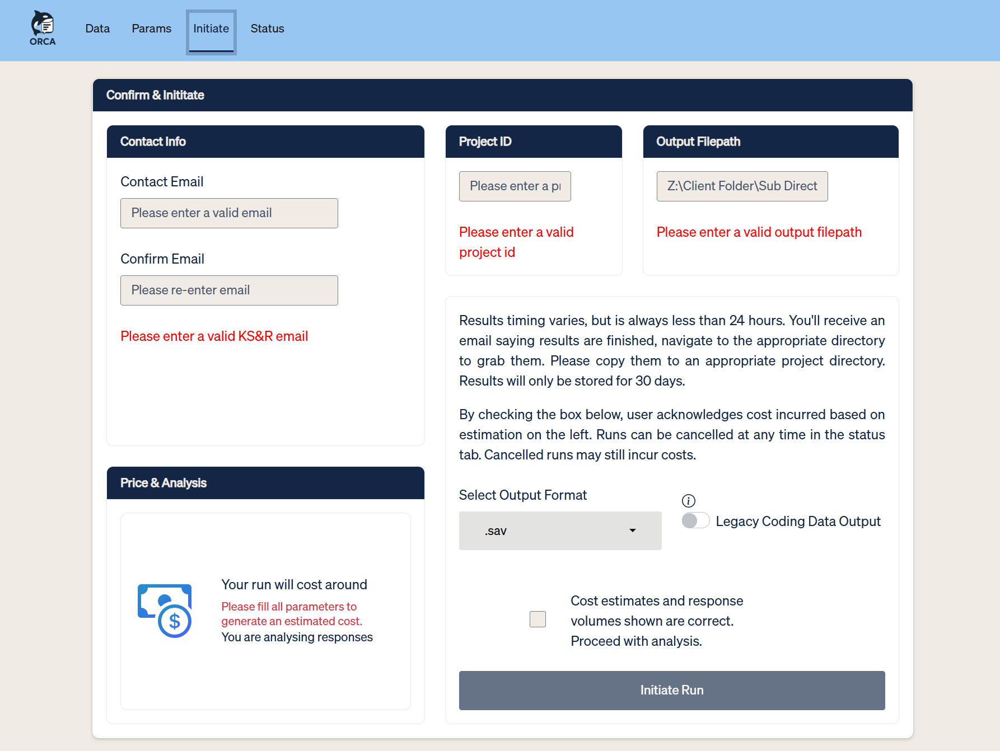 ORCA
Data
Params
Initiate
Status
Confirm & Inititate
Contact Info
Contact Email
Please enter a valid email
Confirm Email
Please re-enter email
Please enter a valid KS&R email
Project ID
Please enter a pr
Please enter a valid
project id
Output Filepath
Z:\Client Folder\Sub Direct
Please enter a valid output filepath
Price & Analysis
$
Your run will cost around
Please fill all parameters to
generate an estimated cost.
You are analysing responses
Results timing varies, but is always less than 24 hours. You'll receive an
email saying results are finished, navigate to the appropriate directory
to grab them. Please copy them to an appropriate project directory.
Results will only be stored for 30 days.
By checking the box below, user acknowledges cost incurred based on
estimation on the left. Runs can be cancelled at any time in the status
tab. Cancelled runs may still incur costs.
Select Output Format
.sav
i
Legacy Coding Data Output
Cost estimates and response
volumes shown are correct.
Proceed with analysis.
Initiate Run